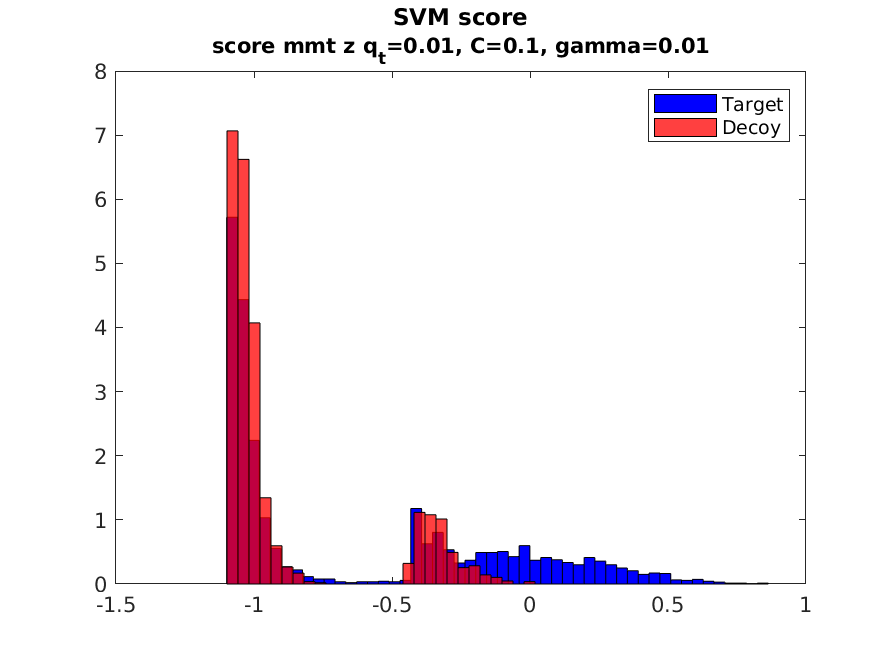 SVM score
score mmt z q_t=0.01, C=0.1, gamma=0.01
8
7
6
5
4
3
2
1
0
-1.5 -1 -0.5 0 0.5 1
Target
Decoy